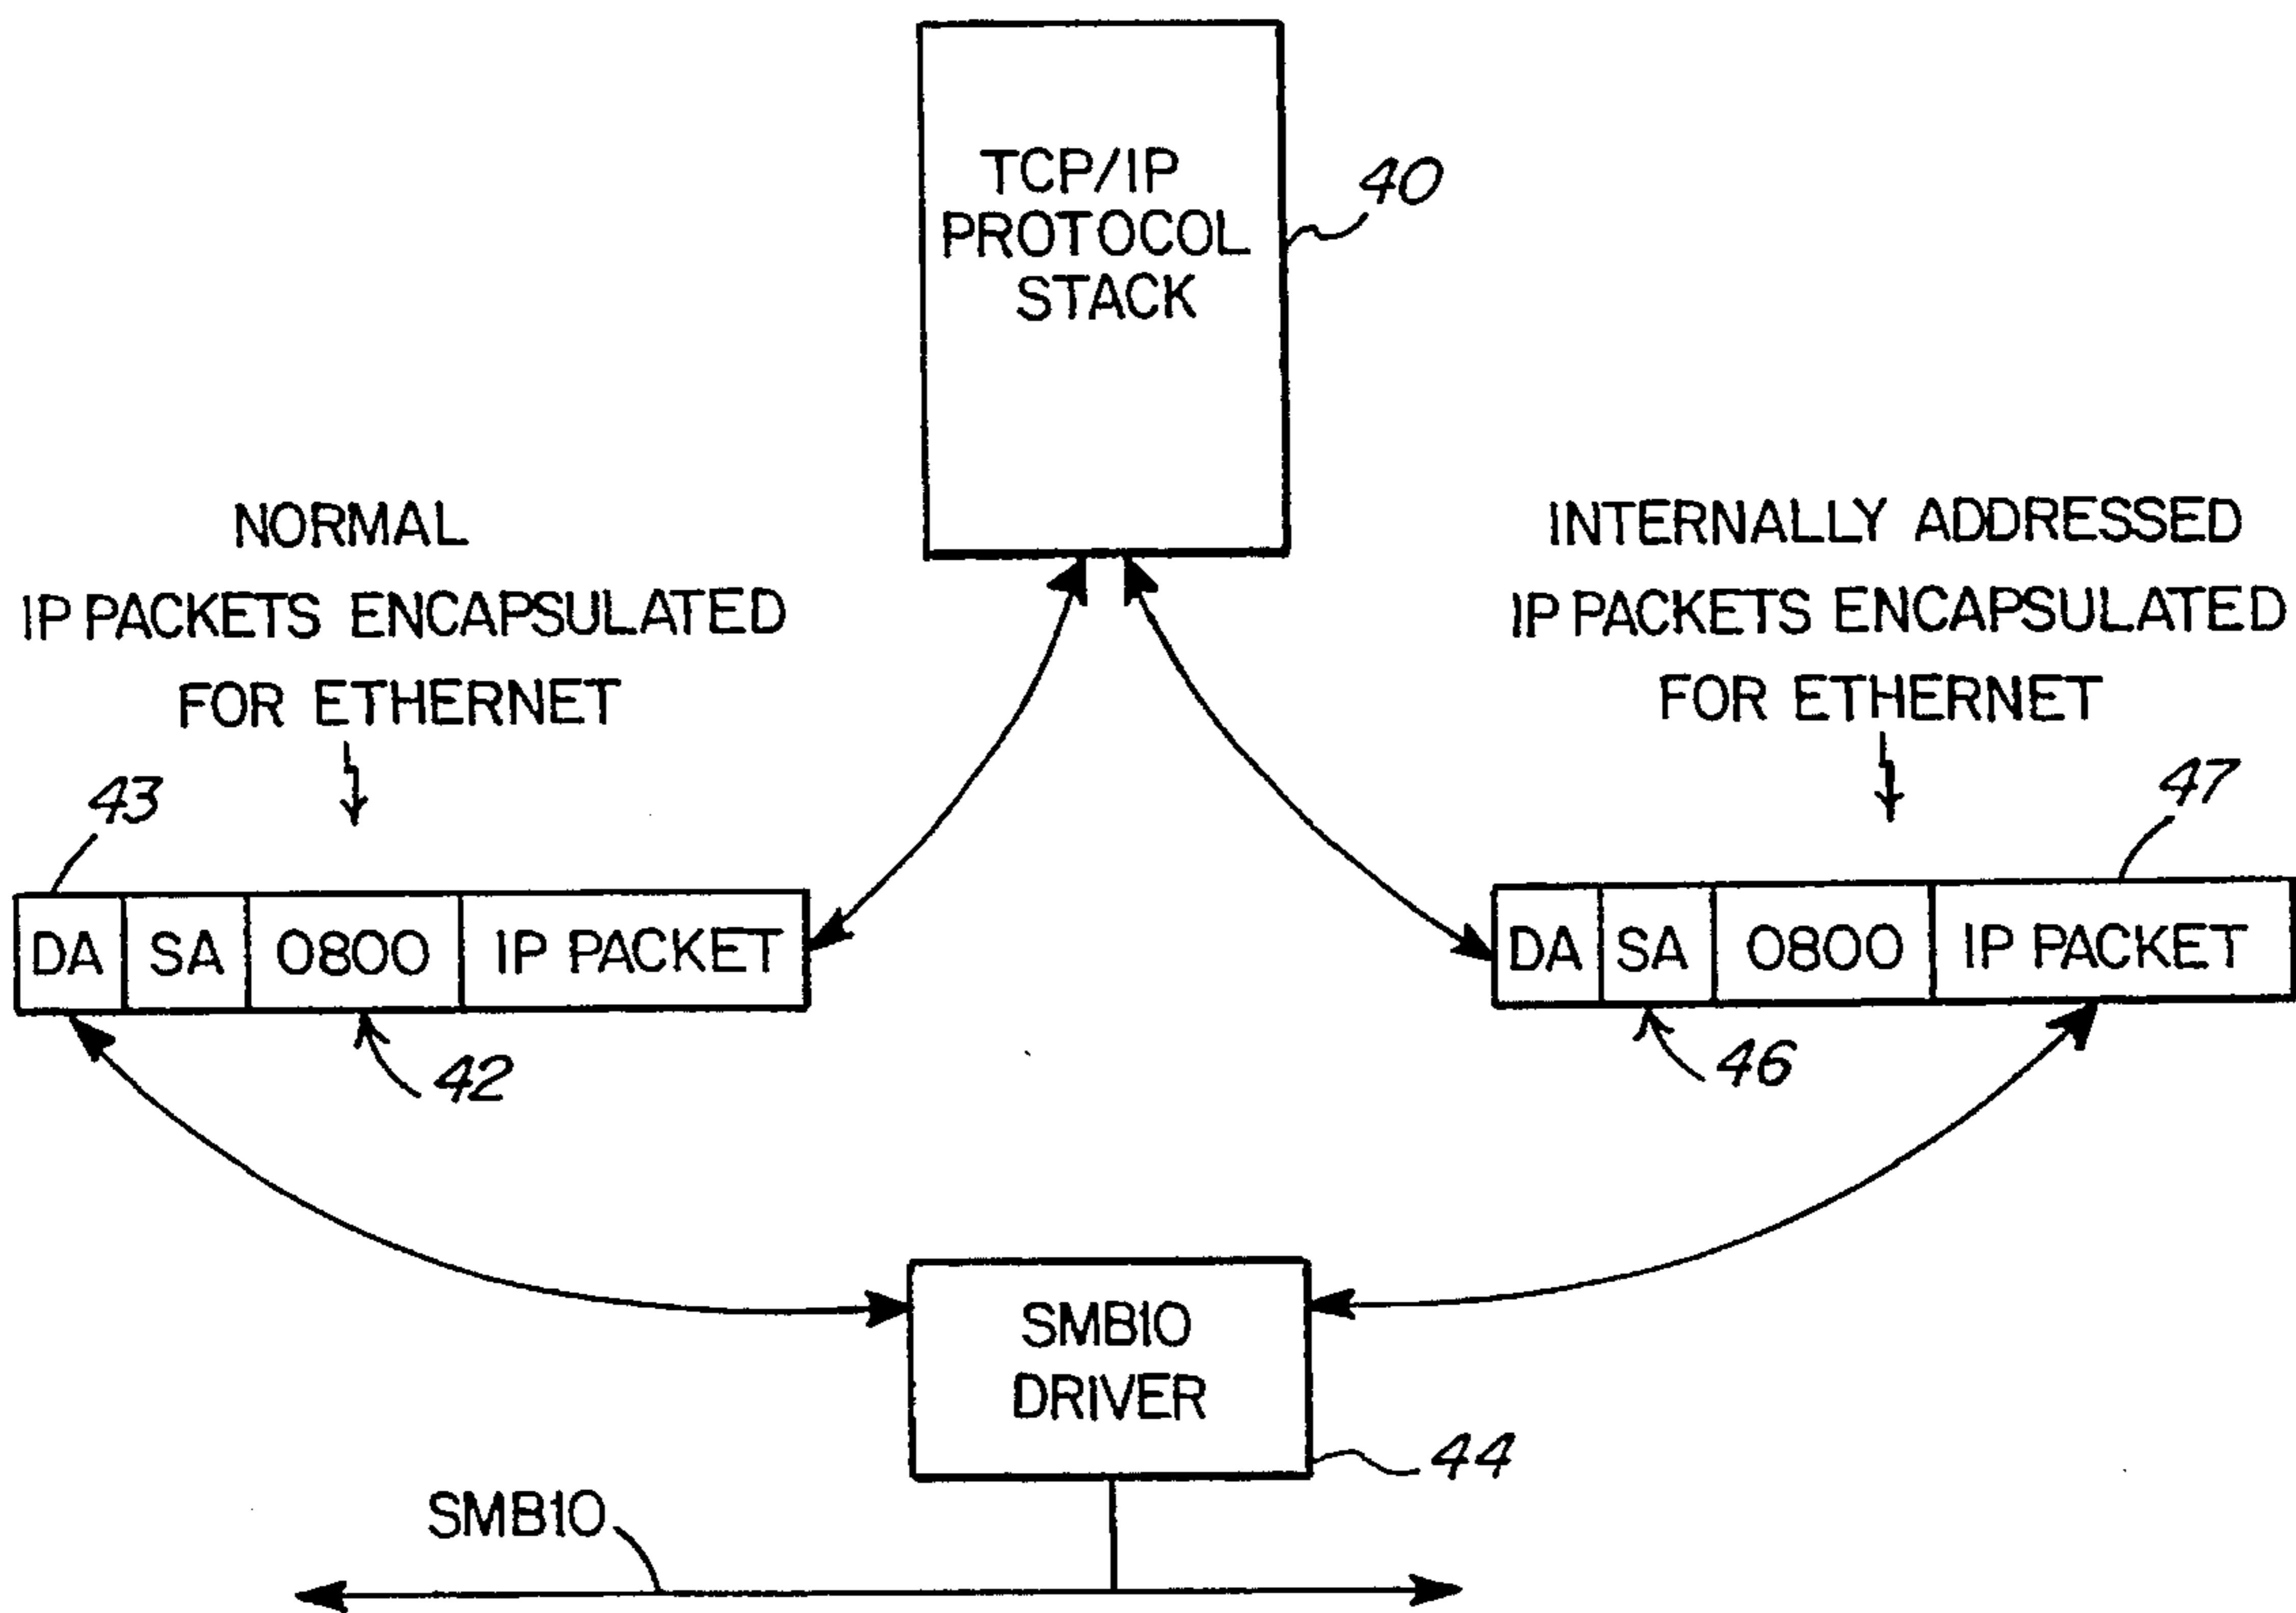 TCP/IP
PROTOCOL
STACK
40
NORMAL
IP PACKETS ENCAPSULATED
FOR ETHERNET
INTERNALLY ADDRESSED
IP PACKETS ENCAPSULATED
FOR ETHERNET
43
47
DA SA 0800 IP PACKET
DA SA 0800 IP PACKET
42
46
SMB10
DRIVER
44
SMB10